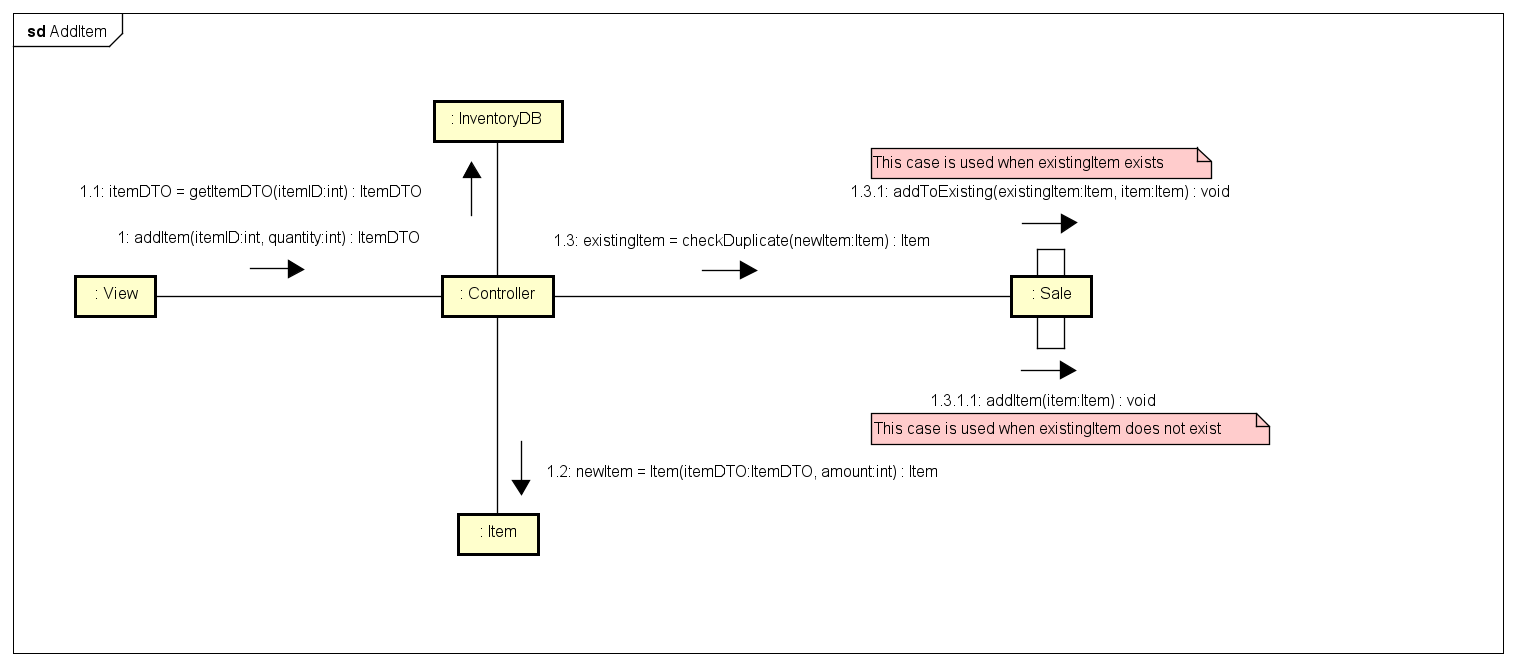 sd AddItem
: InventoryDB
This case is used when existingItem exists
1.1: itemDTO = getItemDTO(itemID:int) : ItemDTO
1.3.1: addToExisting(existingItem:Item, item:Item) : void
1: addItem(itemID:int, quantity:int) : ItemDTO
1.3: existingItem = checkDuplicate(newItem:Item) : Item
: View
: Controller
: Sale
1.3.1.1: addItem(item:Item) : void
This case is used when existingItem does not exist
1.2: newItem = Item(itemDTO:ItemDTO, amount:int) : Item
: Item